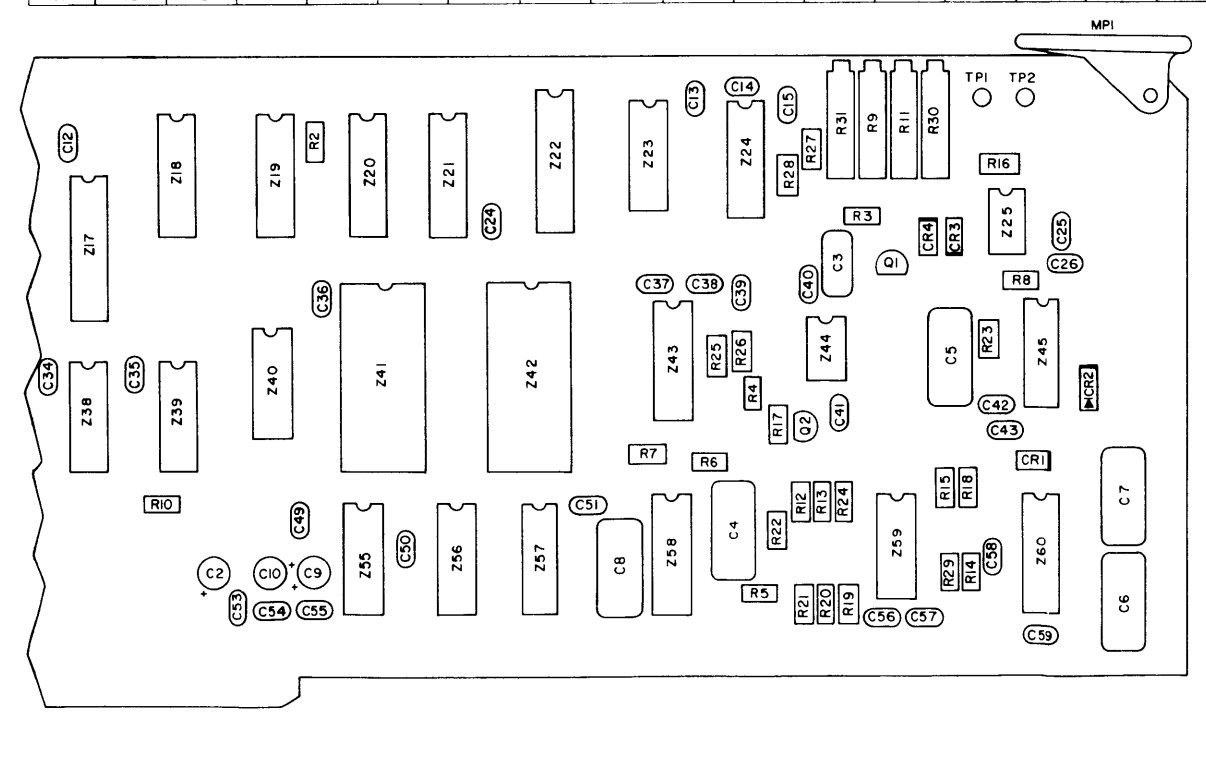 MP1
TP1 TP2
C12
Z18
Z19
R2
Z20
Z21
Z22
Z23
C13
C14
Z24
C15
R28
R27
R31
R9
R11
R30
R16
Z17
C24
R3
CR4
CR3
Z25
C25
C26
C3
Q1
R8
C36
Z41
Z42
C37
C38
C39
C40
Z43
R25
R26
Z44
C5
R23
Z45
CR2
C34
Z38
C35
Z39
Z40
R4
R17
Q2
C41
C42
C43
R7
R6
CR1
R10
C49
Z55
C50
Z56
Z57
C51
C8
Z58
C4
R22
R12
R13
R24
Z59
R15
R18
Z60
C7
C2
+
C10
+
C9
+
C53
C54
C55
R5
R21
R20
R19
C56
C57
R29
R14
C58
C59
C6